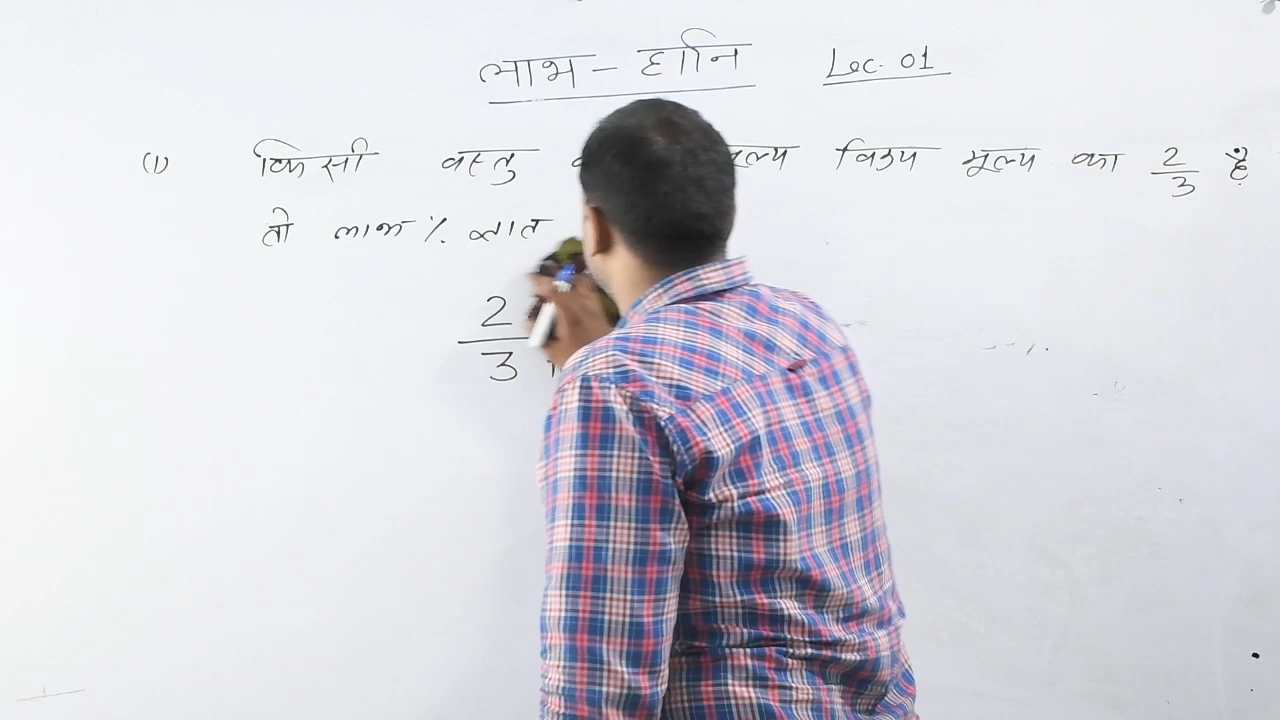 लाभ - हानि Lec. 01
(1) किसी वस्तु मूल्य विक्रय मूल्य का 2/3 है
तो लाभ % ज्ञात
2
3